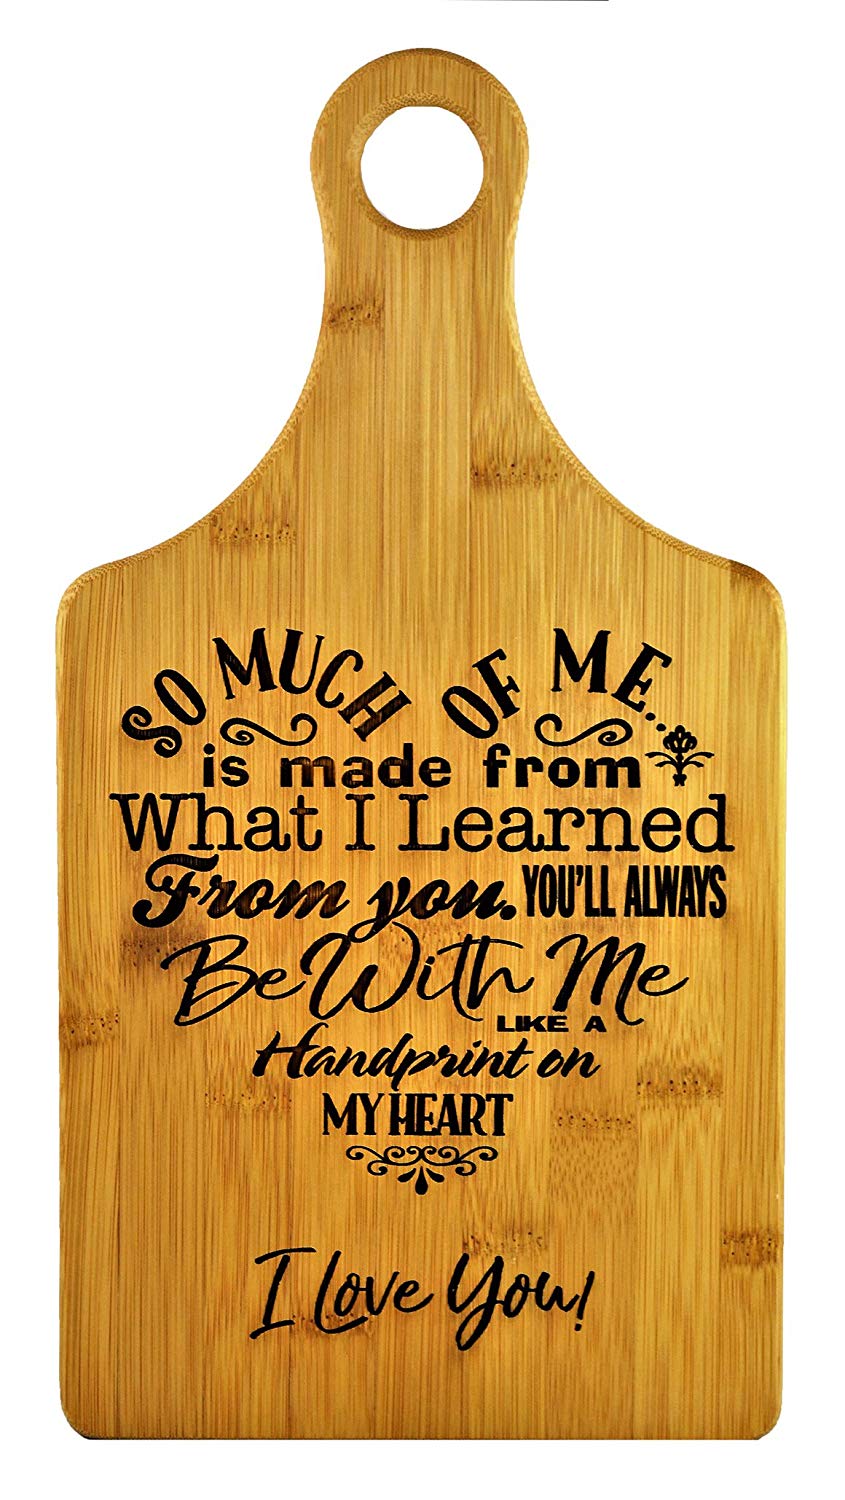 SO MUCH OF ME...
is made from
What I Learned
From you. YOU'LL ALWAYS
Be With Me
LIKE A
Handprint on
MY HEART
I Love You!